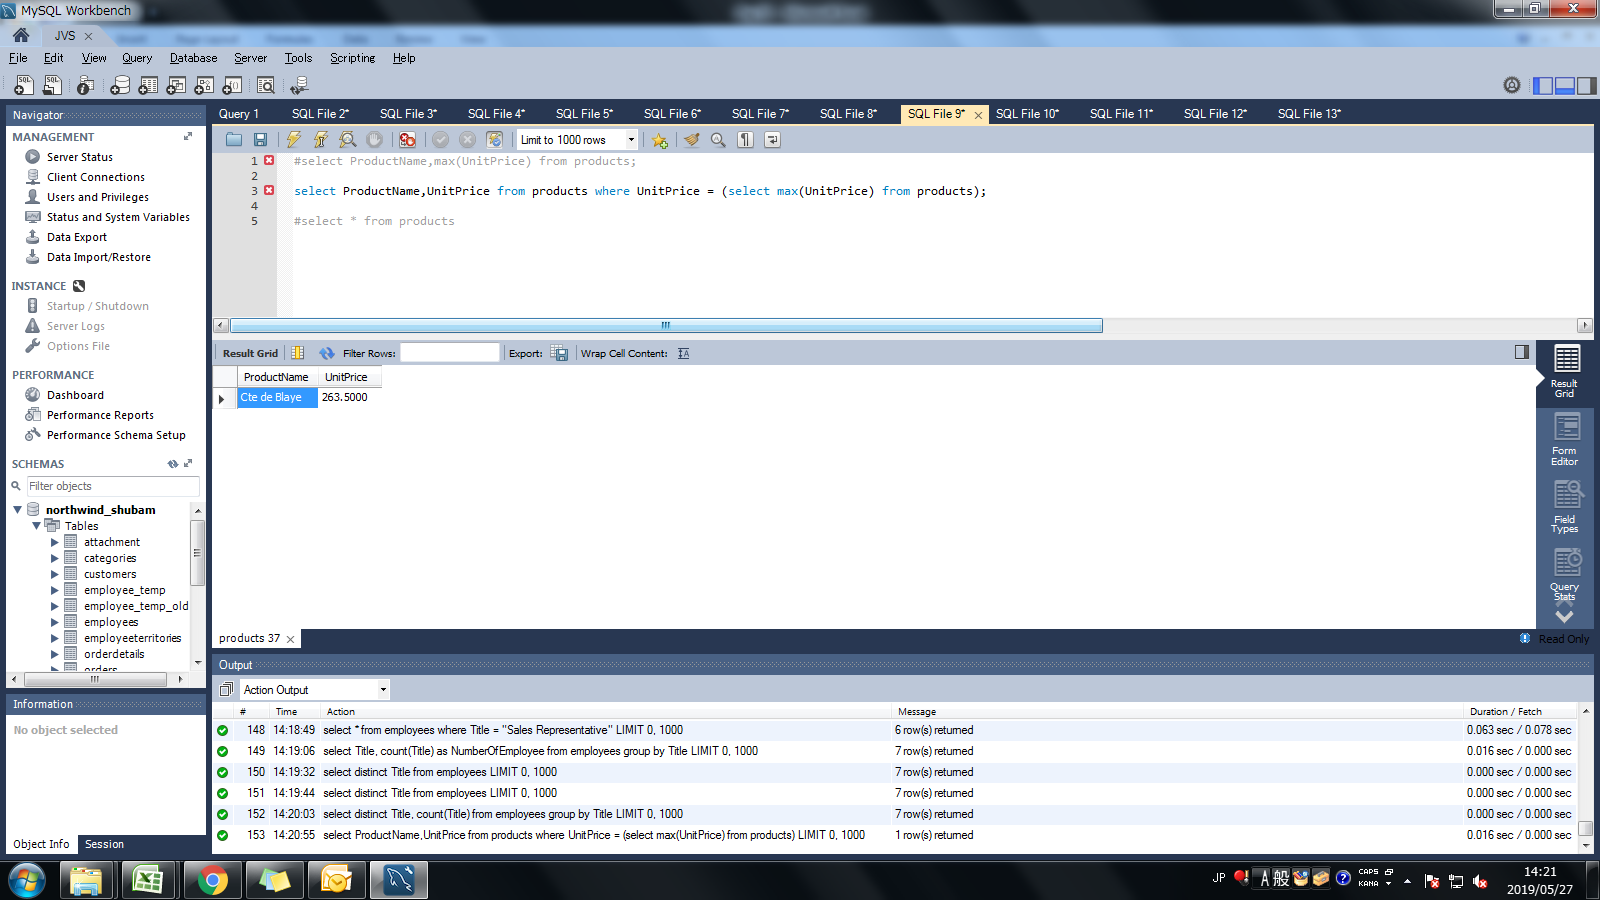 MySQL Workbench
JVS
File Edit View Query Database Server Tools Scripting Help
Navigator
MANAGEMENT
Server Status
Client Connections
Users and Privileges
Status and System Variables
Data Export
Data Import/Restore
INSTANCE
Startup / Shutdown
Server Logs
Options File
PERFORMANCE
Dashboard
Performance Reports
Performance Schema Setup
SCHEMAS
Filter objects
northwind_shubam
Tables
attachment
categories
customers
employee_temp
employee_temp_old
employees
employeeterritories
orderdetails
orders
Information
No object selected
Object Info Session
Query 1 SQL File 2* SQL File 3* SQL File 4* SQL File 5* SQL File 6* SQL File 7* SQL File 8* SQL File 9* SQL File 10* SQL File 11* SQL File 12* SQL File 13*
Limit to 1000 rows
1 #select ProductName,max(UnitPrice) from products;
2
3 select ProductName,UnitPrice from products where UnitPrice = (select max(UnitPrice) from products);
4
5 #select * from products
Result Grid Filter Rows: Export: Wrap Cell Content:
ProductName UnitPrice
Cte de Blaye 263.5000
Result
Grid
Form
Editor
Field
Types
Query
Stats
products 37
Read Only
Output
Action Output
# Time Action Message Duration / Fetch
148 14:18:49 select * from employees where Title = "Sales Representative" LIMIT 0, 1000 6 row(s) returned 0.063 sec / 0.078 sec
149 14:19:06 select Title, count(Title) as NumberOfEmployee from employees group by Title LIMIT 0, 1000 7 row(s) returned 0.016 sec / 0.000 sec
150 14:19:32 select distinct Title from employees LIMIT 0, 1000 7 row(s) returned 0.000 sec / 0.000 sec
151 14:19:44 select distinct Title from employees LIMIT 0, 1000 7 row(s) returned 0.000 sec / 0.000 sec
152 14:20:03 select distinct Title, count(Title) from employees group by Title LIMIT 0, 1000 7 row(s) returned 0.000 sec / 0.000 sec
153 14:20:55 select ProductName,UnitPrice from products where UnitPrice = (select max(UnitPrice) from products) LIMIT 0, 1000 1 row(s) returned 0.016 sec / 0.000 sec
JP A 般 CAPS KANA
14:21
2019/05/27